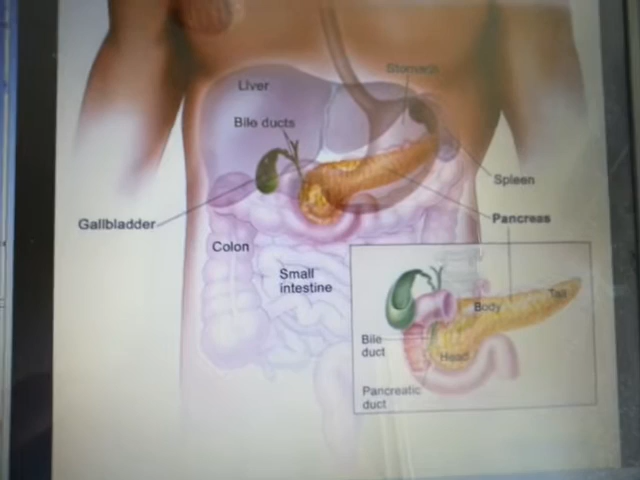 Stomach
Liver
Bile ducts
Spleen
Gallbladder
Pancreas
Colon
Small
intestine
Tail
Body
Bile
duct
Head
Pancreatic
duct